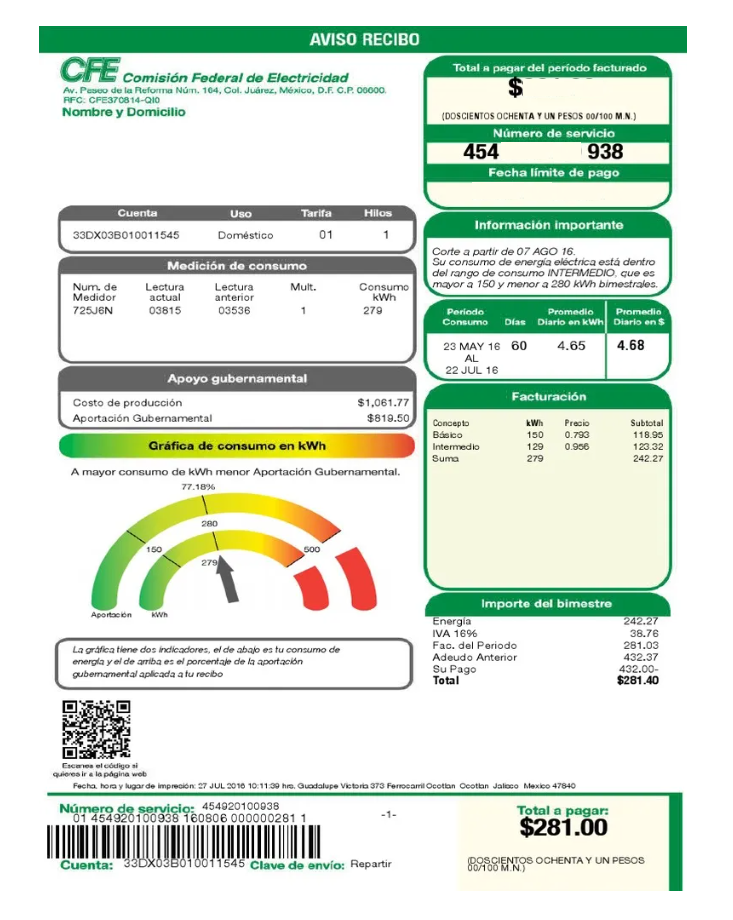 AVISO RECIBO
CFE Comisión Federal de Electricidad
Av. Paseo de la Reforma Núm. 164, Col. Juárez, México, D.F. C.P. 06600.
RFC: CFE370814-QI0
Nombre y Domicilio
Total a pagar del período facturado
$
(DOSCIENTOS OCHENTA Y UN PESOS 00/100 M.N.)
Número de servicio
454 938
Fecha límite de pago
Cuenta Uso Tarifa Hilos
33DX03B010011545 Doméstico 01 1
Medición de consumo
Num. de Medidor Lectura actual Lectura anterior Mult. Consumo kWh
725J6N 03815 03536 1 279
Información importante
Corte a partir de 07 AGO 16.
Su consumo de energía eléctrica está dentro
del rango de consumo INTERMEDIO, que es
mayor a 150 y menor a 280 kWh bimestrales.
Periodo Consumo Días Promedio Diario en kWh Promedio Diario en $
23 MAY 16 AL 22 JUL 16 60 4.65 4.68
Apoyo gubernamental
Costo de producción $1,061.77
Aportación Gubernamental $819.50
Facturación
Concepto kWh Precio Subtotal
Básico 150 0.793 118.95
Intermedio 129 0.956 123.32
Suma 279 242.27
Gráfica de consumo en kWh
A mayor consumo de kWh menor Aportación Gubernamental.
77.18%
280
150 500
279
Aportación kWh
La gráfica tiene dos indicadores, el de abajo es tu consumo de
energía y el de arriba es el porcentaje de la aportación
gubernamental aplicada a tu recibo
Importe del bimestre
Energía 242.27
IVA 16% 38.76
Fac. del Periodo 281.03
Adeudo Anterior 432.37
Su Pago 432.00-
Total $281.40
Escanea el código si
quieres ir a la página web
Fecha, hora y lugar de impresión: 27 JUL 2016 10:11:39 hrs. Guadalupe Victoria 373 Ferrocarril Ocotlan Ocotlan Jalisco Mexico 47840
Número de servicio: 454920100938
01 454920100938 160806 000000281 1
-1-
Cuenta: 33DX03B010011545 Clave de envío: Repartir
Total a pagar:
$281.00
(DOSCIENTOS OCHENTA Y UN PESOS
00/100 M.N.)